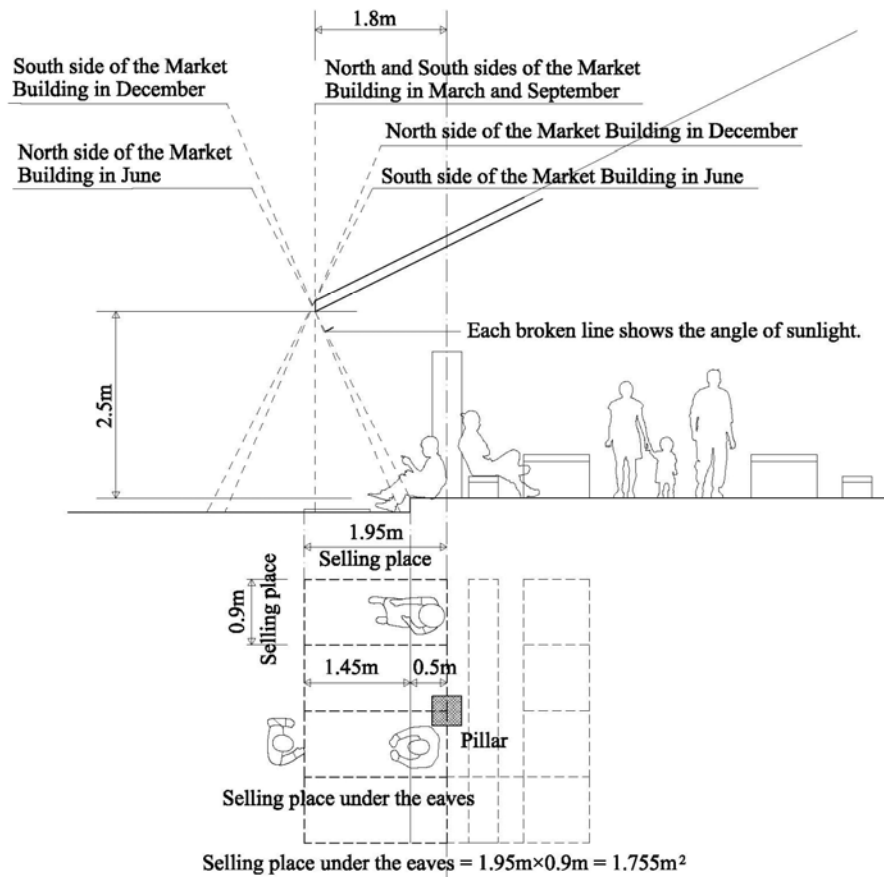 1.8m
South side of the Market
Building in December
North and South sides of the Market
Building in March and September
North side of the Market Building in December
North side of the Market
Building in June
South side of the Market Building in June
Each broken line shows the angle of sunlight.
2.5m
1.95m
Selling place
Selling place
0.9m
1.45m
0.5m
Pillar
Selling place under the eaves
Selling place under the eaves = 1.95m×0.9m = 1.755m²